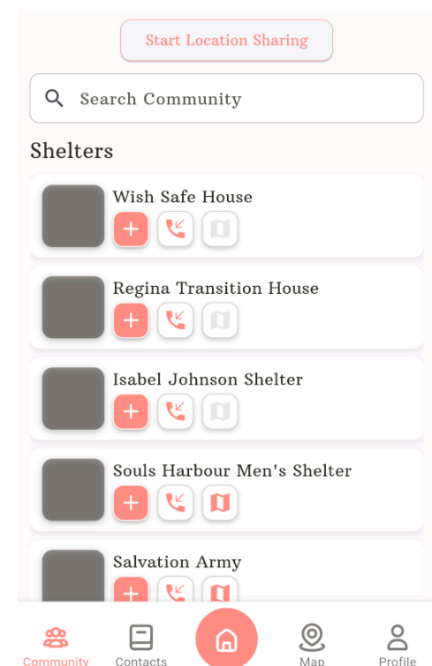 Start Location Sharing
Search Community
Shelters
Wish Safe House
Regina Transition House
Isabel Johnson Shelter
Souls Harbour Men's Shelter
Salvation Army
Community Contacts Map Profile